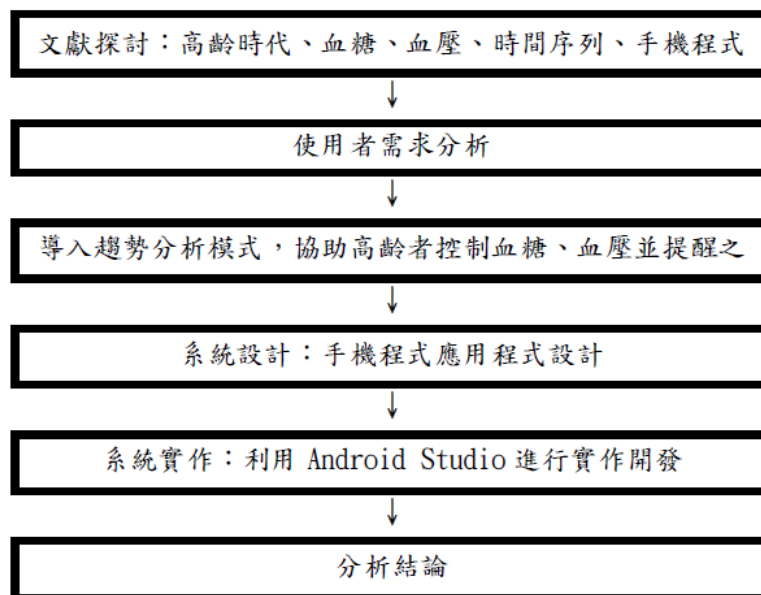 文獻探討：高齡時代、血糖、血壓、時間序列、手機程式
↓
使用者需求分析
↓
導入趨勢分析模式，協助高齡者控制血糖、血壓並提醒之
↓
系統設計：手機程式應用程式設計
↓
系統實作：利用 Android Studio 進行實作開發
↓
分析結論